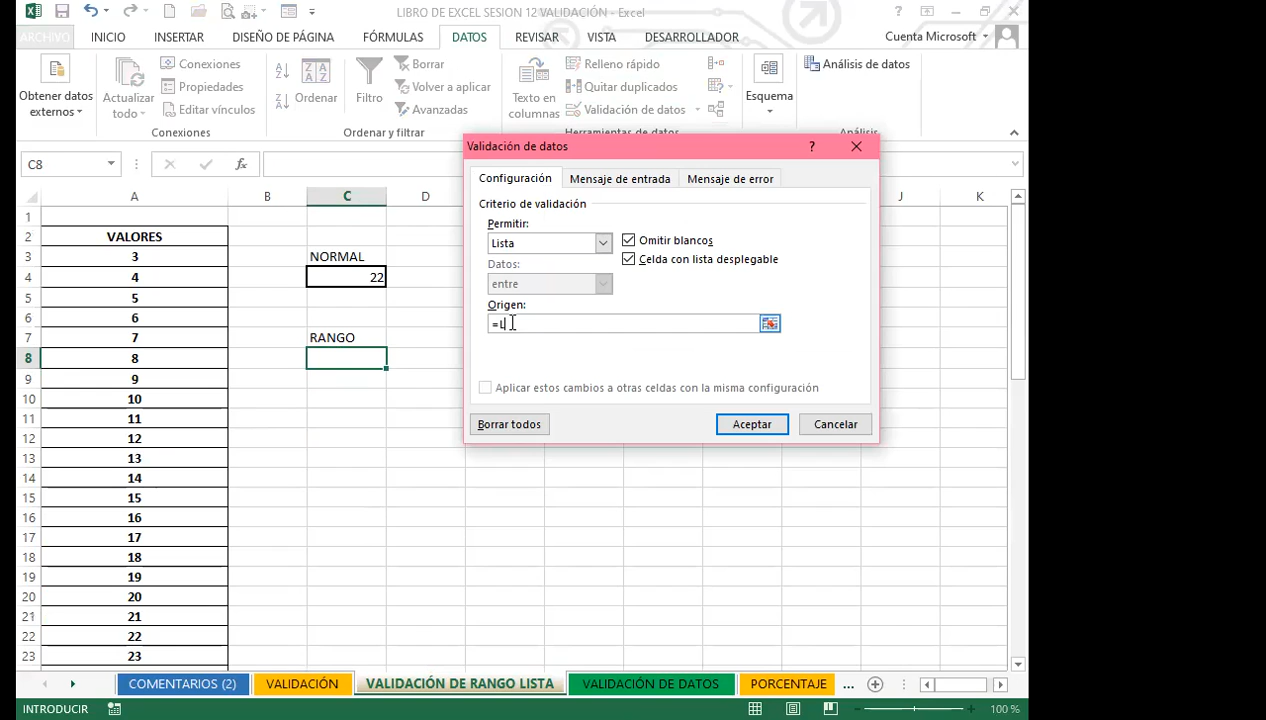 LIBRO DE EXCEL SESION 12 VALIDACIÓN - Excel
ARCHIVO INICIO INSERTAR DISEÑO DE PÁGINA FÓRMULAS DATOS REVISAR VISTA DESARROLLADOR Cuenta Microsoft
Obtener datos externos
Actualizar todo
Conexiones
Propiedades
Editar vínculos
Conexiones
Ordenar
Filtro
Borrar
Volver a aplicar
Avanzadas
Ordenar y filtrar
Texto en columnas
Relleno rápido
Quitar duplicados
Validación de datos
Herramientas de datos
Esquema
Análisis de datos
Análisis
C8
fx
A B C D J K
1
2 VALORES
3 3 NORMAL
4 4 22
5 5
6 6
7 7 RANGO
8 8
9 9
10 10
11 11
12 12
13 13
14 14
15 15
16 16
17 17
18 18
19 19
20 20
21 21
22 22
23 23
Validación de datos ?
Configuración Mensaje de entrada Mensaje de error
Criterio de validación
Permitir:
Lista
Omitir blancos
Celda con lista desplegable
Datos:
entre
Origen:
=L
Aplicar estos cambios a otras celdas con la misma configuración
Borrar todos Aceptar Cancelar
COMENTARIOS (2) VALIDACIÓN VALIDACIÓN DE RANGO LISTA VALIDACIÓN DE DATOS PORCENTAJE ...
INTRODUCIR 100 %